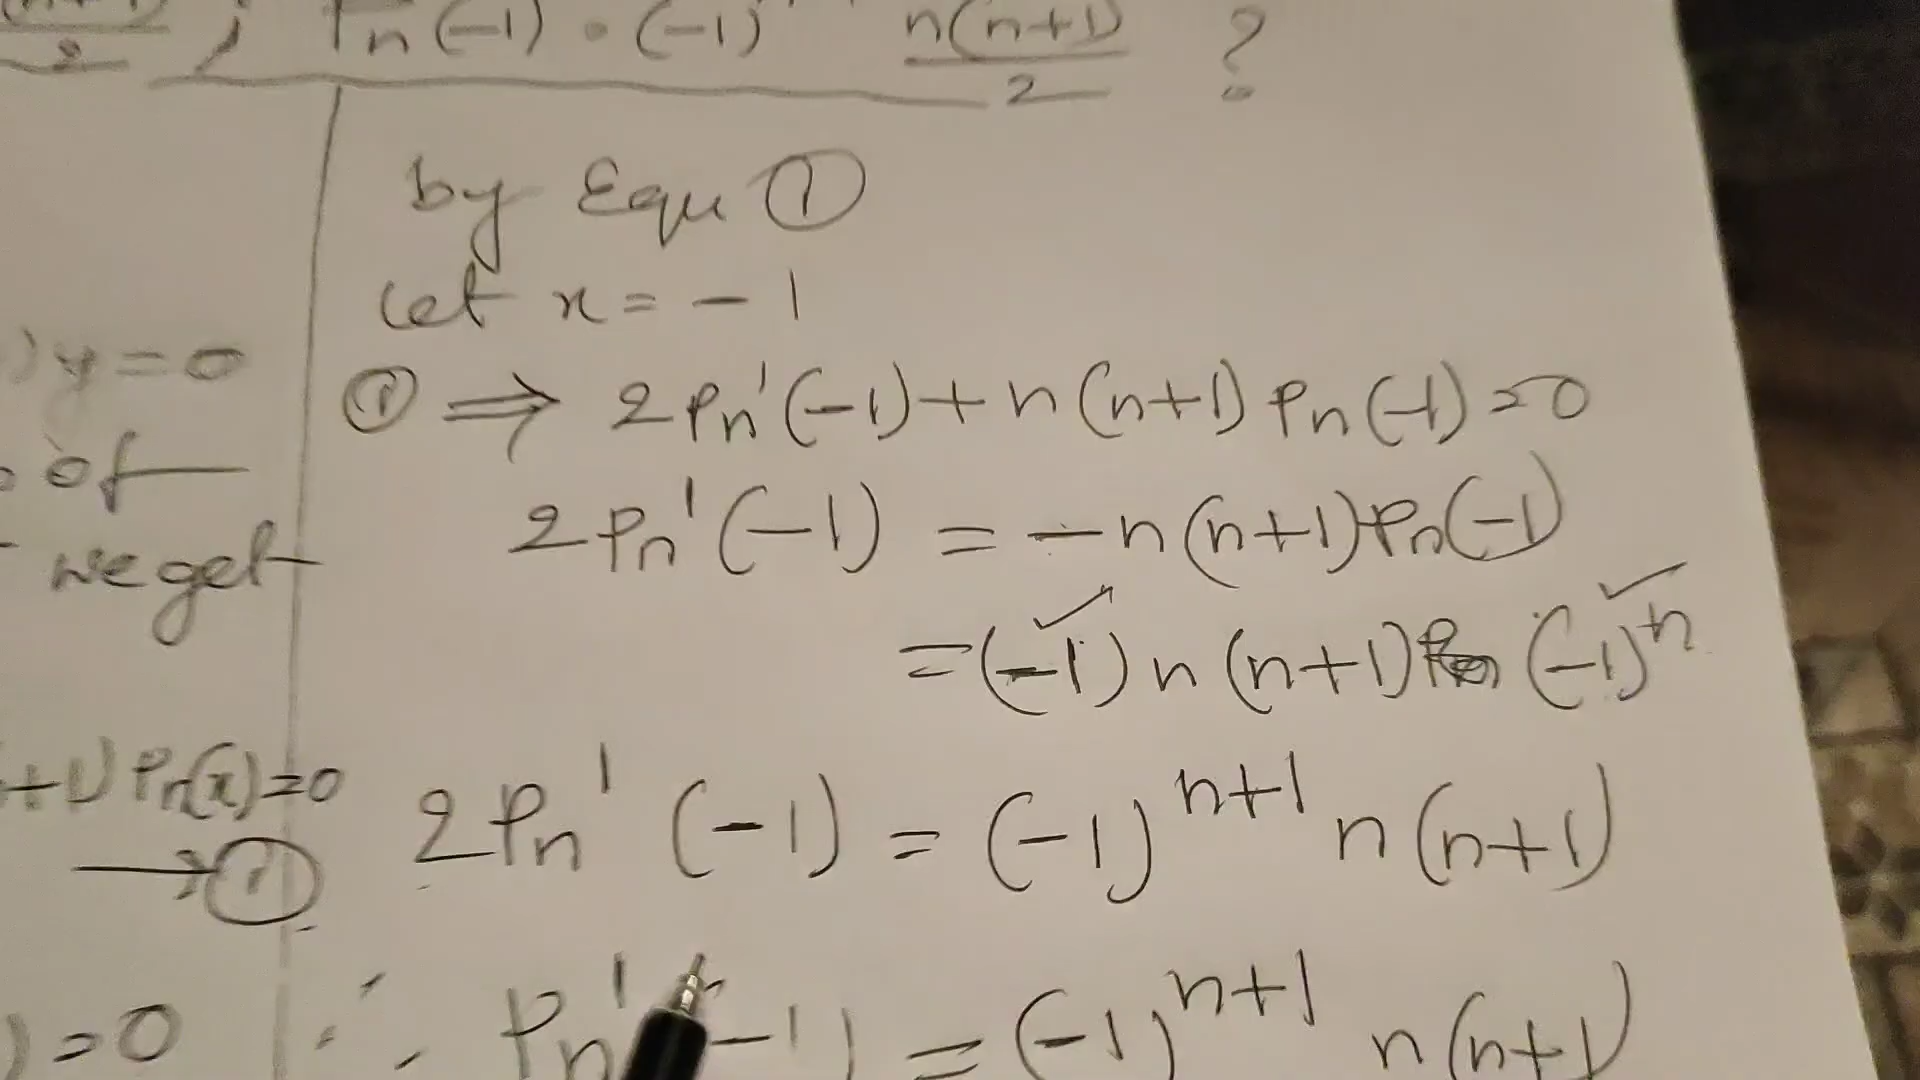 2 ; Pn(-1) = (-1) n(n+1)/2 ?
) y = 0
of
we get
+1) Pn(x) = 0
→ ①
) = 0
by Equ ①
Let x = -1
① ⇒ 2Pn'(-1) + n(n+1) Pn(-1) = 0
2Pn'(-1) = -n(n+1)Pn(-1)
= (-1) n (n+1) (-1)^n
2Pn'(-1) = (-1)^{n+1} n(n+1)
∴ Pn'(-1) = (-1)^{n+1} n(n+1)